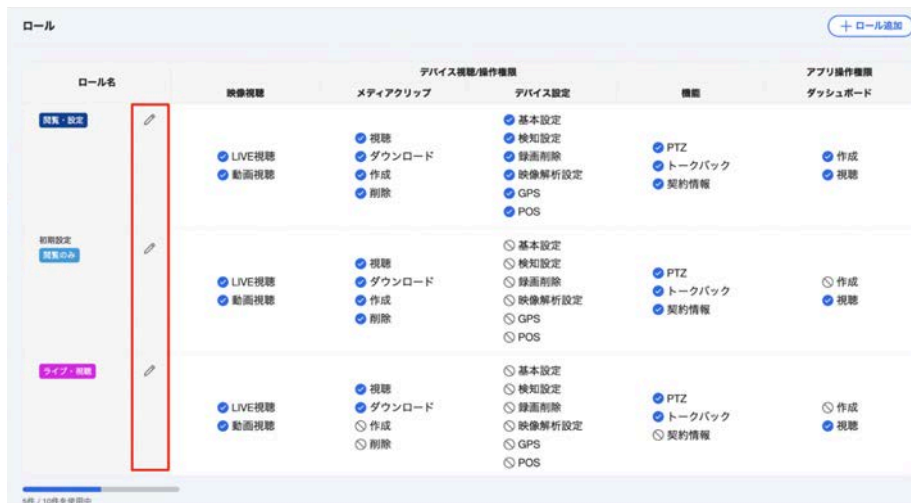 ロール
＋ ロール追加
ロール名
デバイス視聴/操作権限
アプリ操作権限
映像視聴 メディアクリップ デバイス設定 機能 ダッシュボード
閲覧・設定
LIVE視聴
動画視聴
視聴
ダウンロード
作成
削除
基本設定
検知設定
録画削除
映像解析設定
GPS
POS
PTZ
トークバック
契約情報
作成
視聴
初期設定
閲覧のみ
LIVE視聴
動画視聴
視聴
ダウンロード
作成
削除
基本設定
検知設定
録画削除
映像解析設定
GPS
POS
PTZ
トークバック
契約情報
作成
視聴
ライブ・視聴
LIVE視聴
動画視聴
視聴
ダウンロード
作成
削除
基本設定
検知設定
録画削除
映像解析設定
GPS
POS
PTZ
トークバック
契約情報
作成
視聴
5件 / 10件を使用中